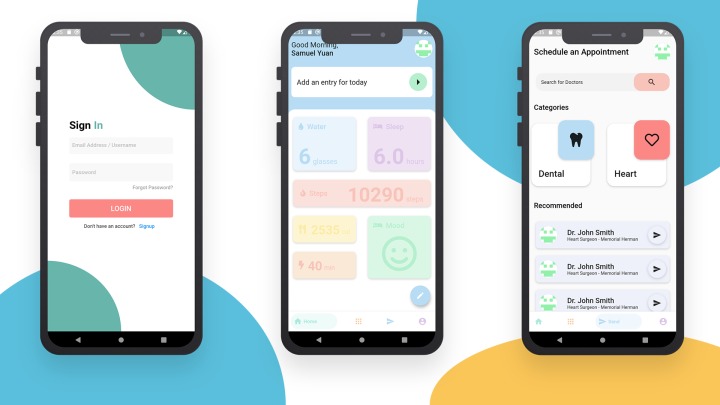 Sign In
Email Address / Username
Password
Forgot Password?
LOGIN
Don't have an account? Signup
Good Morning,
Samuel Yuan
Add an entry for today
Water
Sleep
6 glasses
6.0 hours
Steps
10290 steps
2539
Mood
40 min
Home
Schedule an Appointment
Search for Doctors
Categories
Dental
Heart
Recommended
Dr. John Smith
Heart Surgeon - Memorial Herman
Dr. John Smith
Heart Surgeon - Memorial Herman
Dr. John Smith
Heart Surgeon - Memorial Herman